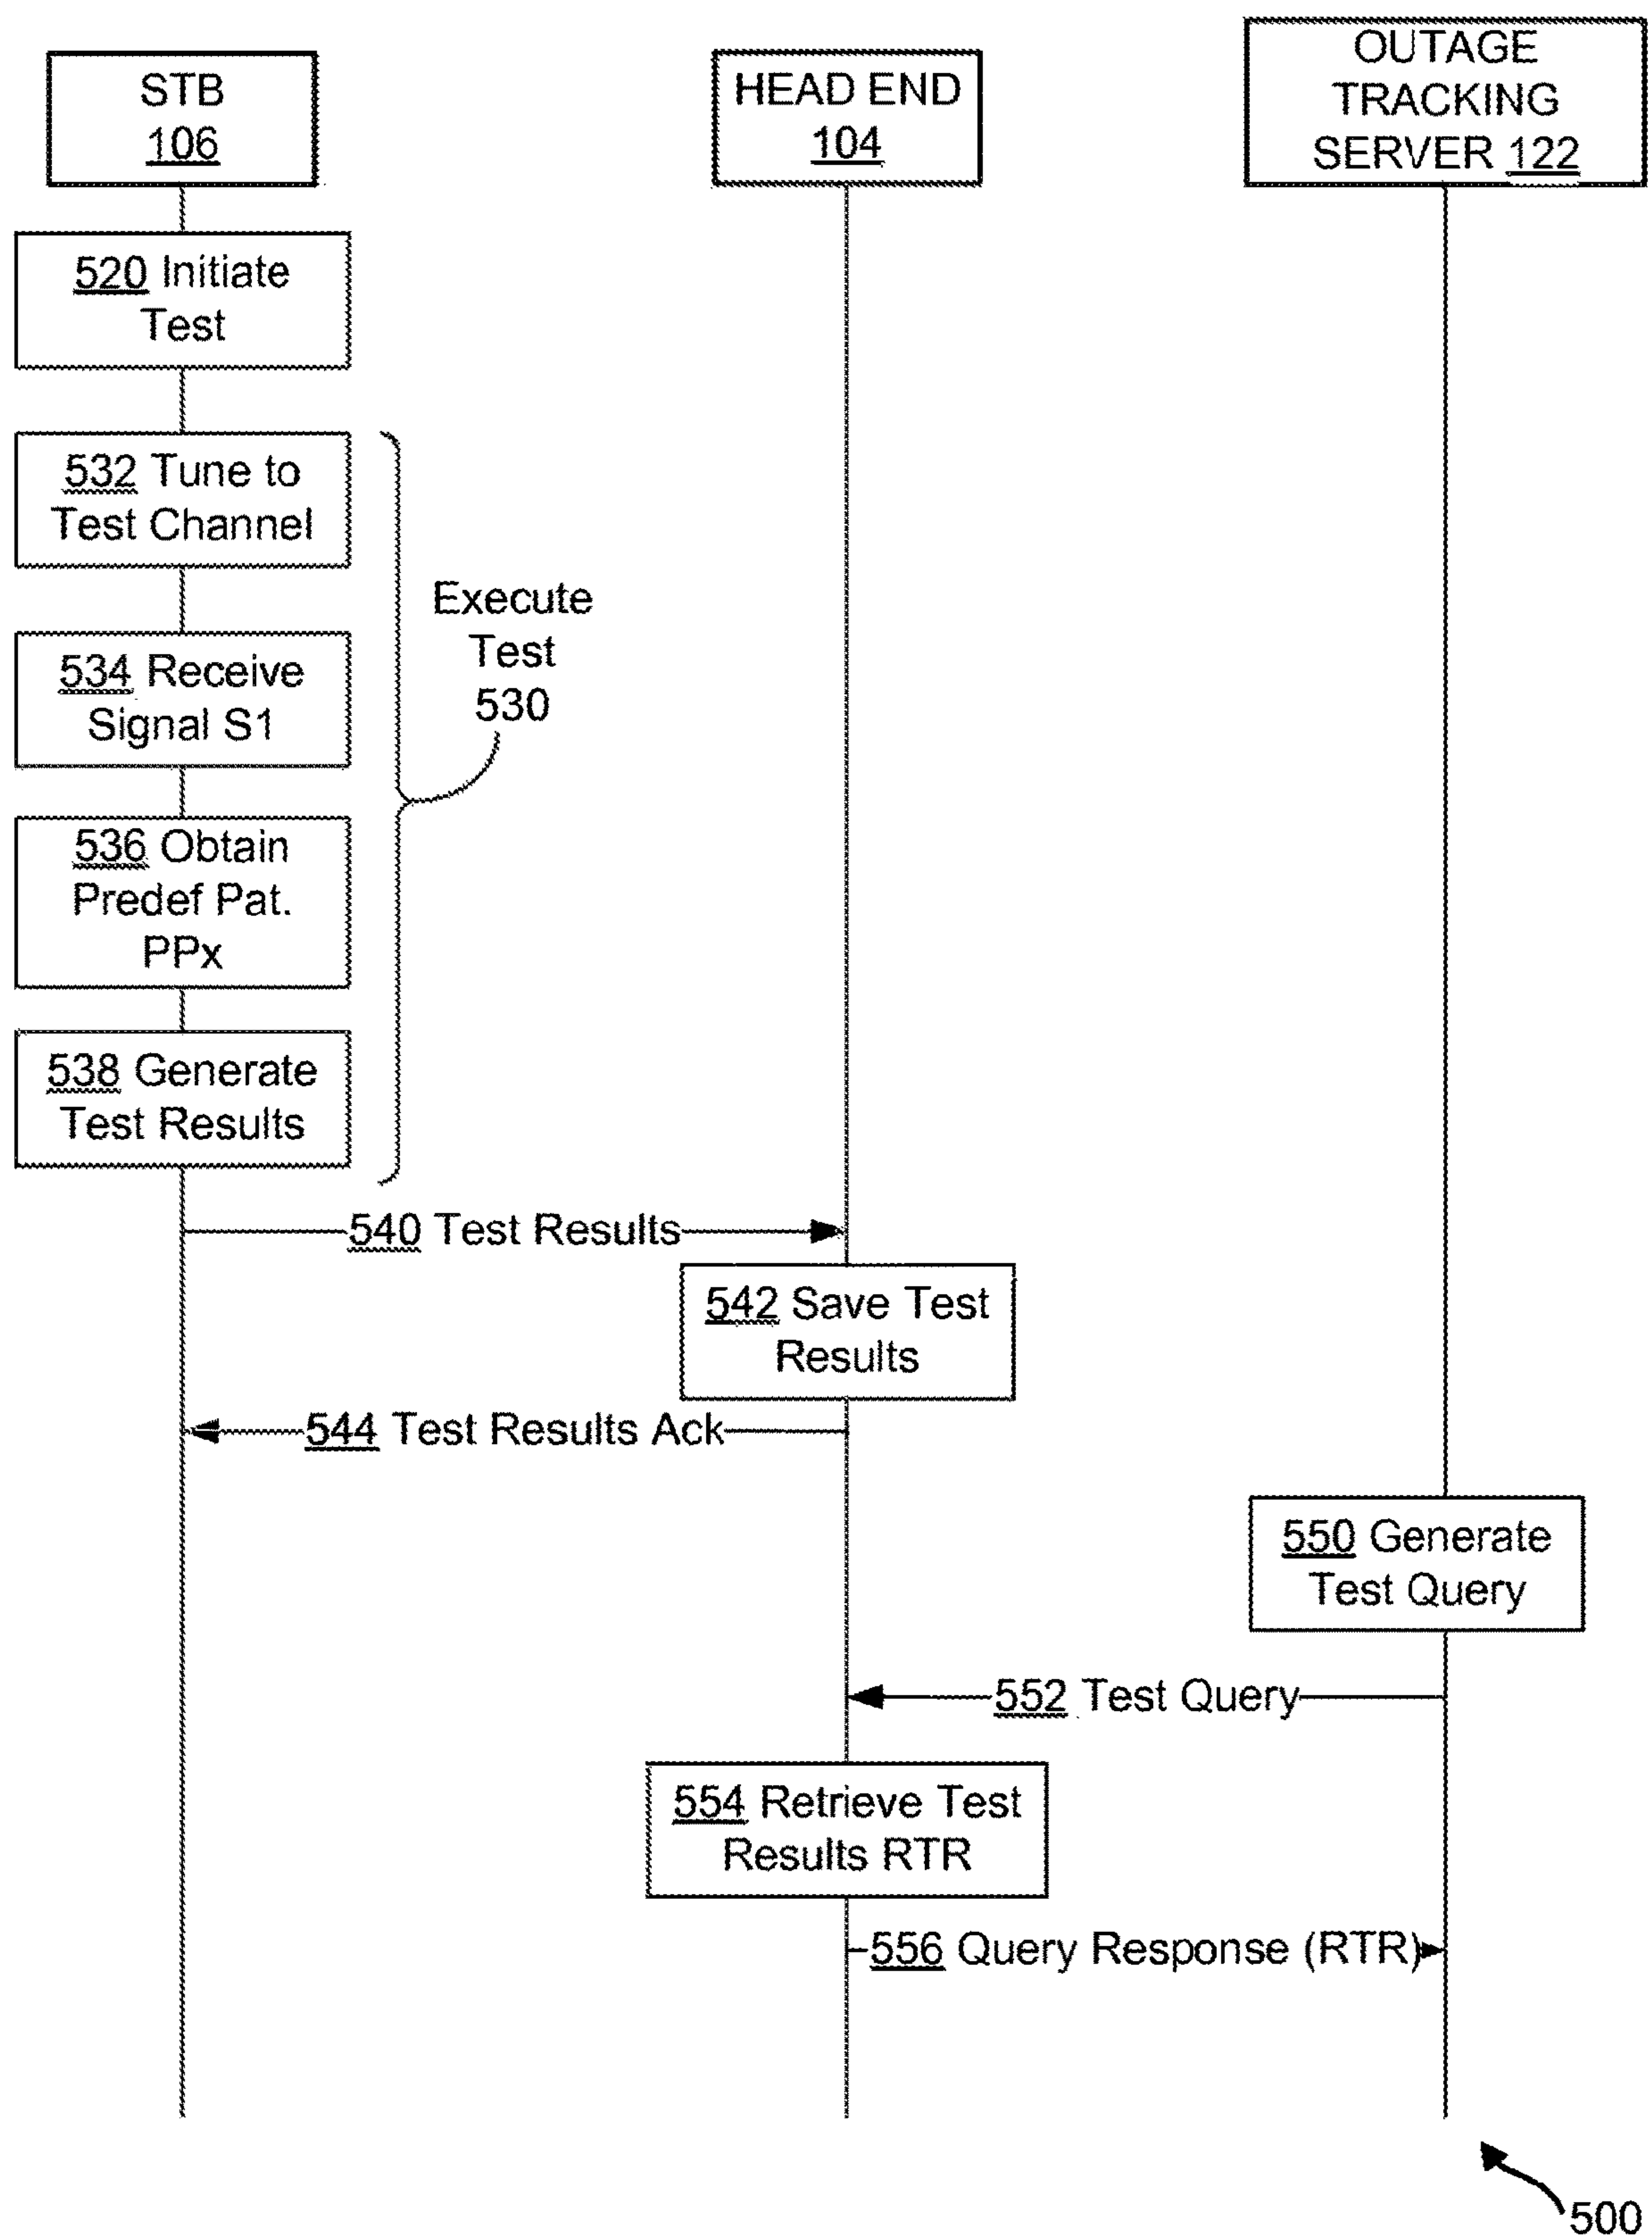 STB
106
HEAD END
104
OUTAGE
TRACKING
SERVER 122
520 Initiate
Test
532 Tune to
Test Channel
534 Receive
Signal S1
536 Obtain
Predef Pat.
PPx
538 Generate
Test Results
Execute
Test
530
540 Test Results
542 Save Test
Results
544 Test Results Ack
550 Generate
Test Query
552 Test Query
554 Retrieve Test
Results RTR
556 Query Response (RTR)
500